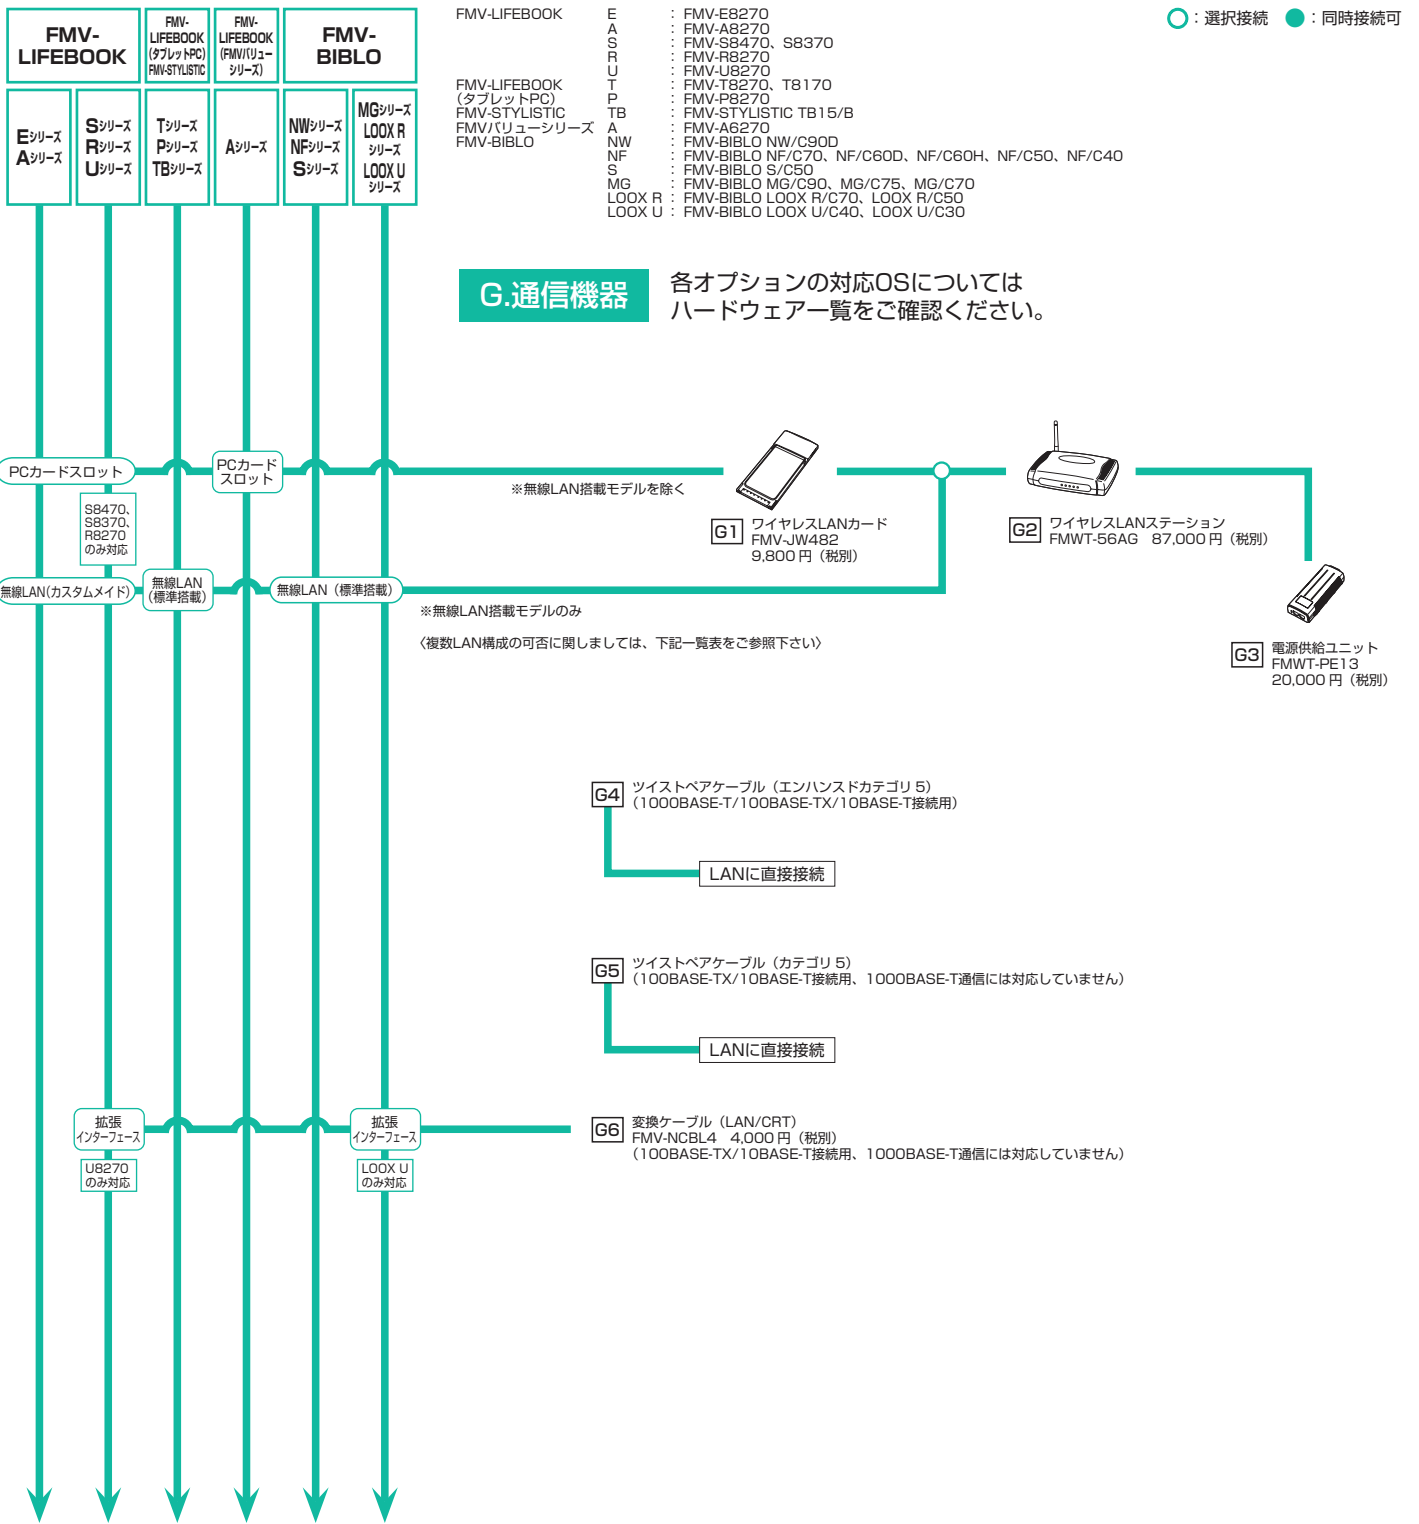 FMV-
LIFEBOOK
FMV-
LIFEBOOK
(タブレットPC)
FMV-STYLISTIC
FMV-
LIFEBOOK
(FMVバリュー
シリーズ)
FMV-
BIBLO
Eシリーズ
Aシリーズ
Sシリーズ
Rシリーズ
Uシリーズ
Tシリーズ
Pシリーズ
TBシリーズ
Aシリーズ
NWシリーズ
NFシリーズ
Sシリーズ
MGシリーズ
LOOX R
シリーズ
LOOX U
シリーズ
FMV-LIFEBOOK E : FMV-E8270
A : FMV-A8270
S : FMV-S8470、S8370
R : FMV-R8270
U : FMV-U8270
FMV-LIFEBOOK T : FMV-T8270、T8170
(タブレットPC) P : FMV-P8270
FMV-STYLISTIC TB : FMV-STYLISTIC TB15/B
FMVバリューシリーズ A : FMV-A6270
FMV-BIBLO NW : FMV-BIBLO NW/C90D
NF : FMV-BIBLO NF/C70、NF/C60D、NF/C60H、NF/C50、NF/C40
S : FMV-BIBLO S/C50
MG : FMV-BIBLO MG/C90、MG/C75、MG/C70
LOOX R : FMV-BIBLO LOOX R/C70、LOOX R/C50
LOOX U : FMV-BIBLO LOOX U/C40、LOOX U/C30
：選択接続 ：同時接続可
G.通信機器
各オプションの対応OSについては
ハードウェア一覧をご確認ください。
PCカードスロット
PCカード
スロット
※無線LAN搭載モデルを除く
S8470、
S8370、
R8270
のみ対応
G1 ワイヤレスLANカード
FMV-JW482
9,800円（税別）
G2 ワイヤレスLANステーション
FMWT-56AG 87,000円（税別）
無線LAN(カスタムメイド)
無線LAN
(標準搭載)
無線LAN（標準搭載）
※無線LAN搭載モデルのみ
〈複数LAN構成の可否に関しましては、下記一覧表をご参照下さい〉
G3 電源供給ユニット
FMWT-PE13
20,000円（税別）
G4 ツイストペアケーブル（エンハンスドカテゴリ5）
（1000BASE-T/100BASE-TX/10BASE-T接続用）
LANに直接接続
G5 ツイストペアケーブル（カテゴリ5）
（100BASE-TX/10BASE-T接続用、1000BASE-T通信には対応していません）
LANに直接接続
拡張
インターフェース
U8270
のみ対応
拡張
インターフェース
LOOX U
のみ対応
G6 変換ケーブル（LAN/CRT）
FMV-NCBL4 4,000円（税別）
（100BASE-TX/10BASE-T接続用、1000BASE-T通信には対応していません）